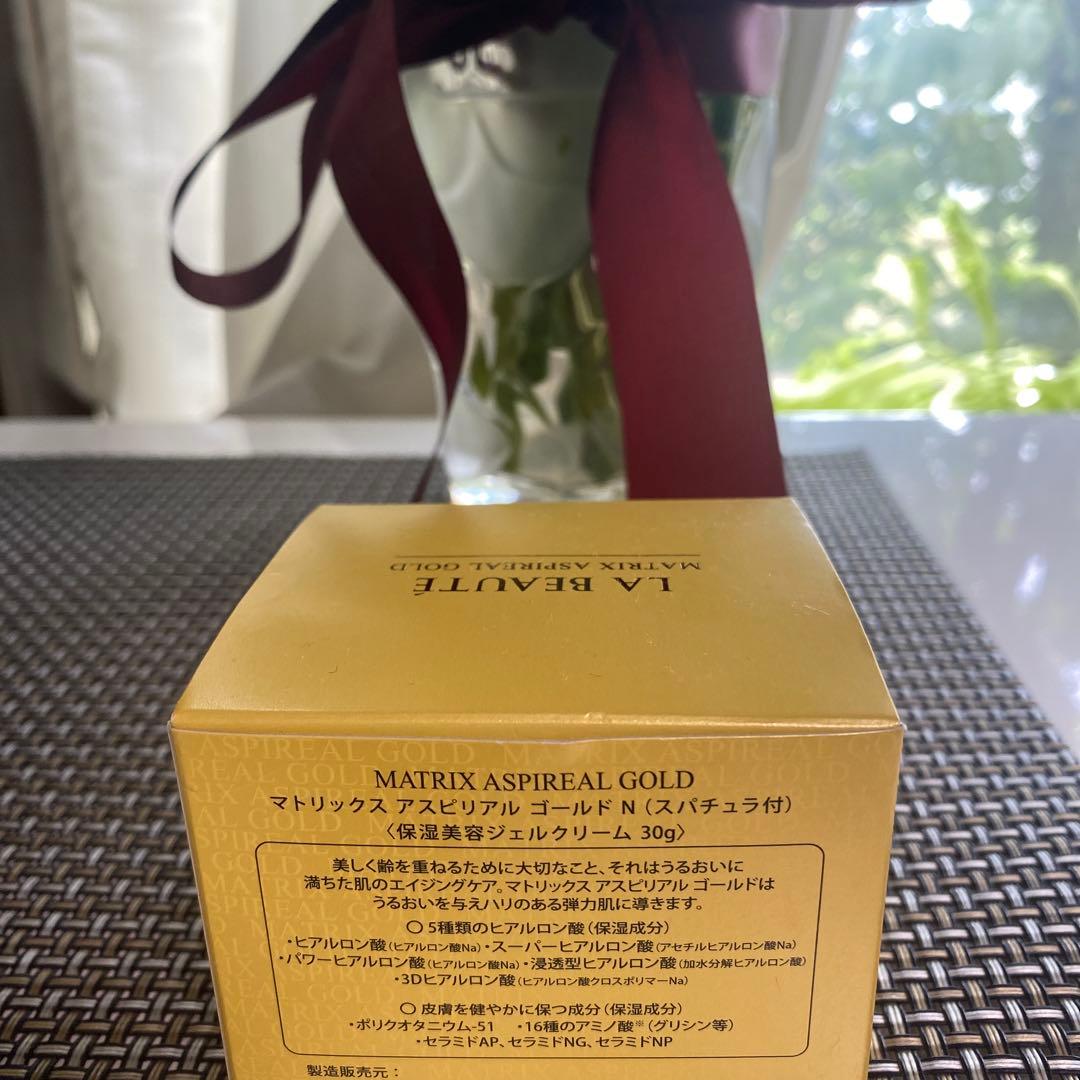 LA BEAUTÉ
MATRIX ASPIREAL GOLD
ASPIREAL GOLD MATRIX ASPIREAL GO
REAL GOLD
MATRIX ASPIREAL GOLD
マトリックス アスピリアル ゴールド N（スパチュラ付）
〈保湿美容ジェルクリーム 30g〉
美しく齢を重ねるために大切なこと、それはうるおいに
満ちた肌のエイジングケア。マトリックス アスピリアル ゴールドは
うるおいを与えハリのある弾力肌に導きます。
○ 5種類のヒアルロン酸（保湿成分）
・ヒアルロン酸（ヒアルロン酸Na）・スーパーヒアルロン酸（アセチルヒアルロン酸Na）
・パワーヒアルロン酸（ヒアルロン酸Na）・浸透型ヒアルロン酸（加水分解ヒアルロン酸）
・3Dヒアルロン酸（ヒアルロン酸クロスポリマーNa）
○ 皮膚を健やかに保つ成分（保湿成分）
・ポリクオタニウム-51 ・16種のアミノ酸※（グリシン等）
・セラミドAP、セラミドNG、セラミドNP
製造販売元：